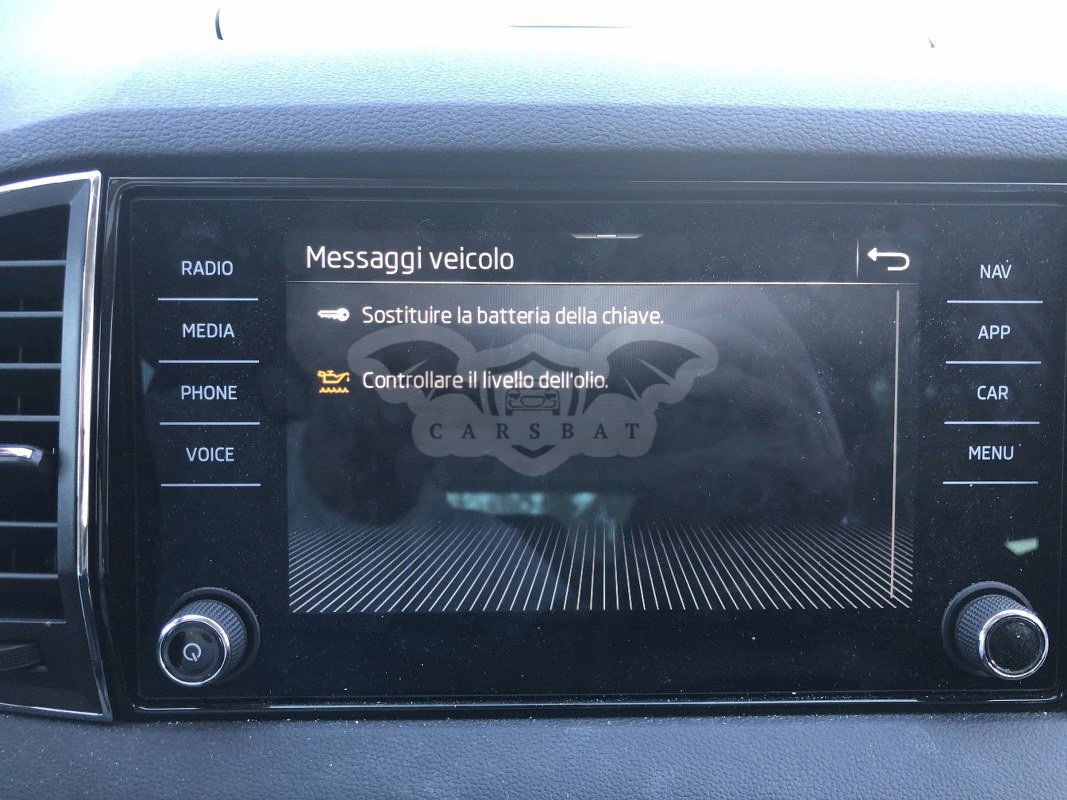 Messaggi veicolo
RADIO
MEDIA
PHONE
VOICE
Sostituire la batteria della chiave.
Controllare il livello dell'olio.
CARSBAT
NAV
APP
CAR
MENU